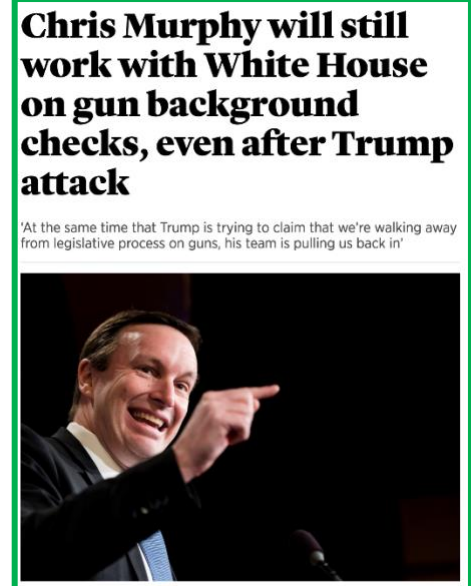 Chris Murphy will still
work with White House
on gun background
checks, even after Trump
attack
'At the same time that Trump is trying to claim that we're walking away
from legislative process on guns, his team is pulling us back in'